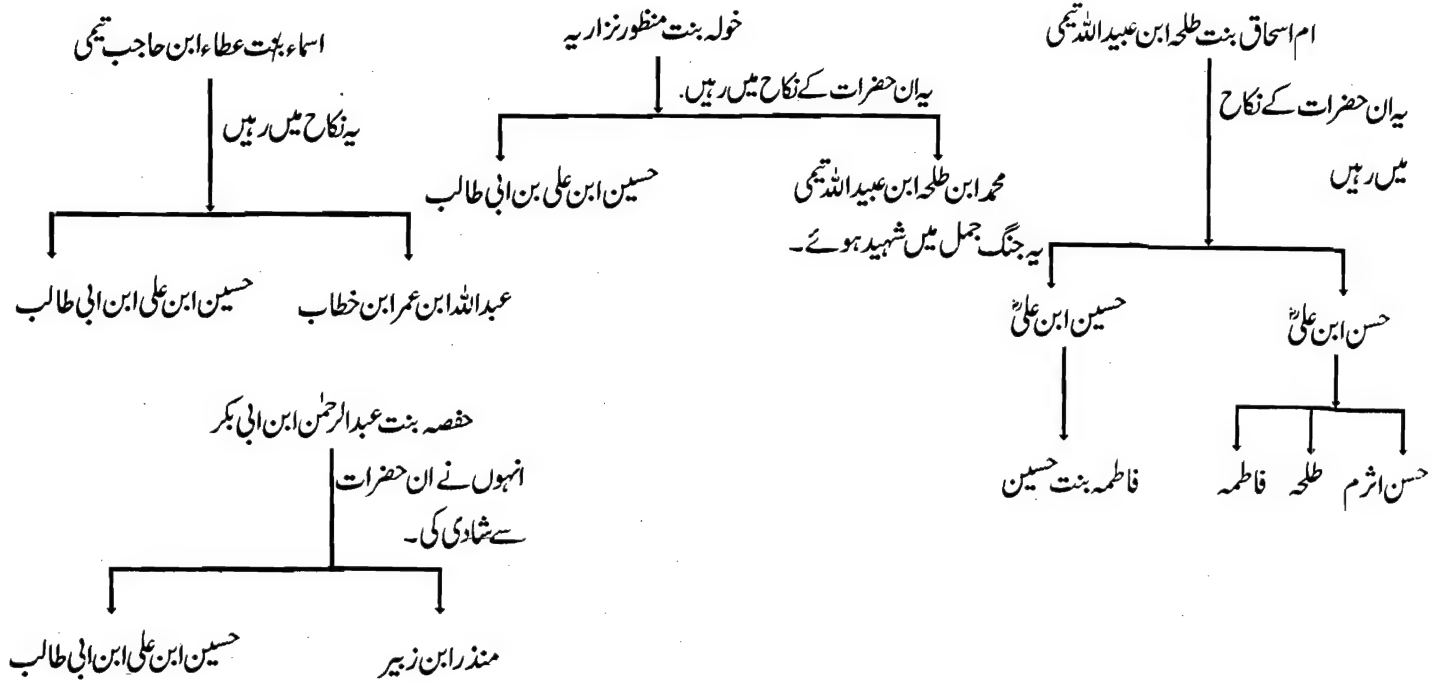 ام اسحاق بنت طلحہ ابن عبیداللہ تیمی
یہ ان حضرات کے نکاح
میں رہیں
حسن ابن علیؓ
حسین ابن علیؓ
حسن اثرم
طلحہ
فاطمہ
فاطمہ بنت حسین
خولہ بنت منظور نزاریہ
یہ ان حضرات کے نکاح میں رہیں۔
محمد ابن طلحہ ابن عبیداللہ تیمی
یہ جنگ جمل میں شہید ہوئے۔
حسین ابن علی بن ابی طالب
اسماء بنت عطاء ابن حاجب تیمی
یہ نکاح میں رہیں
عبداللہ ابن عمر ابن خطاب
حسین ابن علی ابن ابی طالب
حفصہ بنت عبدالرحمٰن ابن ابی بکر
انہوں نے ان حضرات
سے شادی کی۔
منذر ابن زبیر
حسین ابن علی ابن ابی طالب